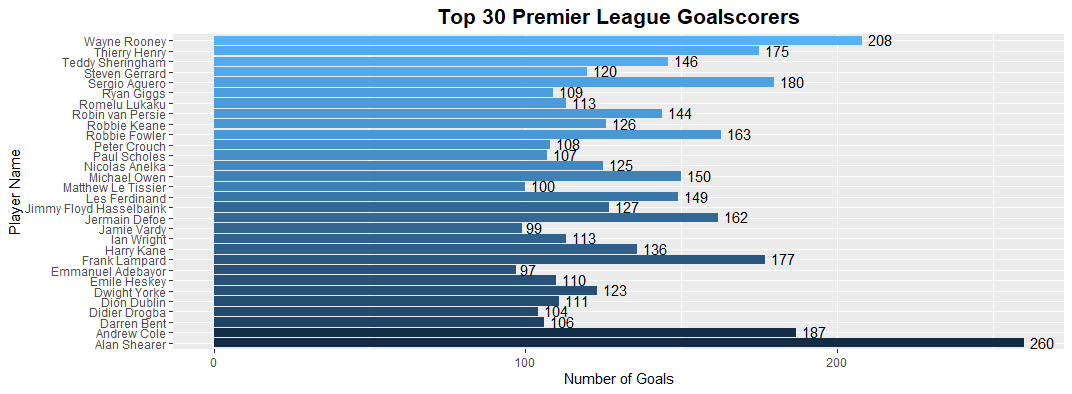 Top 30 Premier League Goalscorers
Player Name
Wayne Rooney 208
Thierry Henry 175
Teddy Sheringham 146
Steven Gerrard 120
Sergio Aguero 180
Ryan Giggs 109
Romelu Lukaku 113
Robin van Persie 144
Robbie Keane 126
Robbie Fowler 163
Peter Crouch 108
Paul Scholes 107
Nicolas Anelka 125
Michael Owen 150
Matthew Le Tissier 100
Les Ferdinand 149
Jimmy Floyd Hasselbaink 127
Jermain Defoe 162
Jamie Vardy 99
Ian Wright 113
Harry Kane 136
Frank Lampard 177
Emmanuel Adebayor 97
Emile Heskey 110
Dwight Yorke 123
Dion Dublin 111
Didier Drogba 104
Darren Bent 106
Andrew Cole 187
Alan Shearer 260
0 100 200
Number of Goals